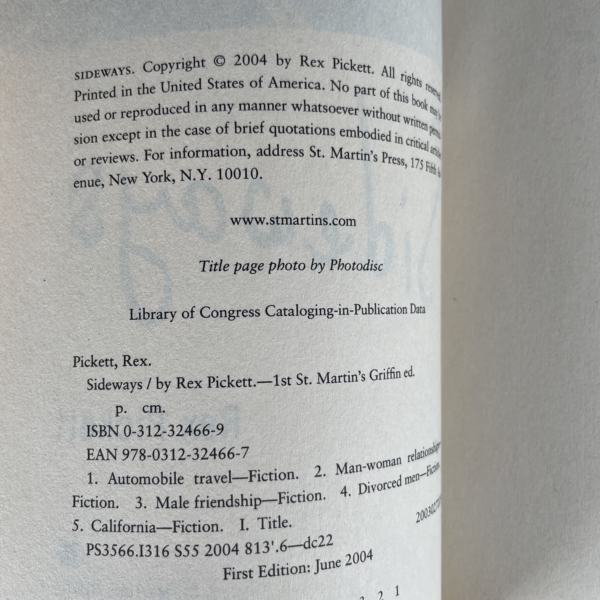 SIDEWAYS. Copyright © 2004 by Rex Pickett. All rights
Printed in the United States of America. No part of this book
used or reproduced in any manner whatsoever without written
sion except in the case of brief quotations embodied in critical
or reviews. For information, address St. Martin's Press, 175 Fifth
enue, New York, N.Y. 10010.
www.stmartins.com
Title page photo by Photodisc
Library of Congress Cataloging-in-Publication Data
Pickett, Rex.
Sideways / by Rex Pickett.—1st St. Martin's Griffin ed.
p. cm.
ISBN 0-312-32466-9
EAN 978-0312-32466-7
1. Automobile travel—Fiction. 2. Man-woman
Fiction. 3. Male friendship—Fiction. 4. Divorced men—
5. California—Fiction. I. Title.
PS3566.I316 S55 2004 813'.6—dc22
First Edition: June 2004
2 1